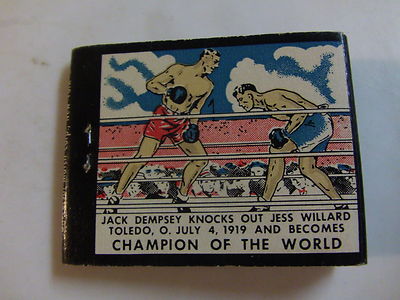 JACK DEMPSEY KNOCKS OUT JESS WILLARD
TOLEDO, O. JULY 4, 1919 AND BECOMES
CHAMPION OF THE WORLD